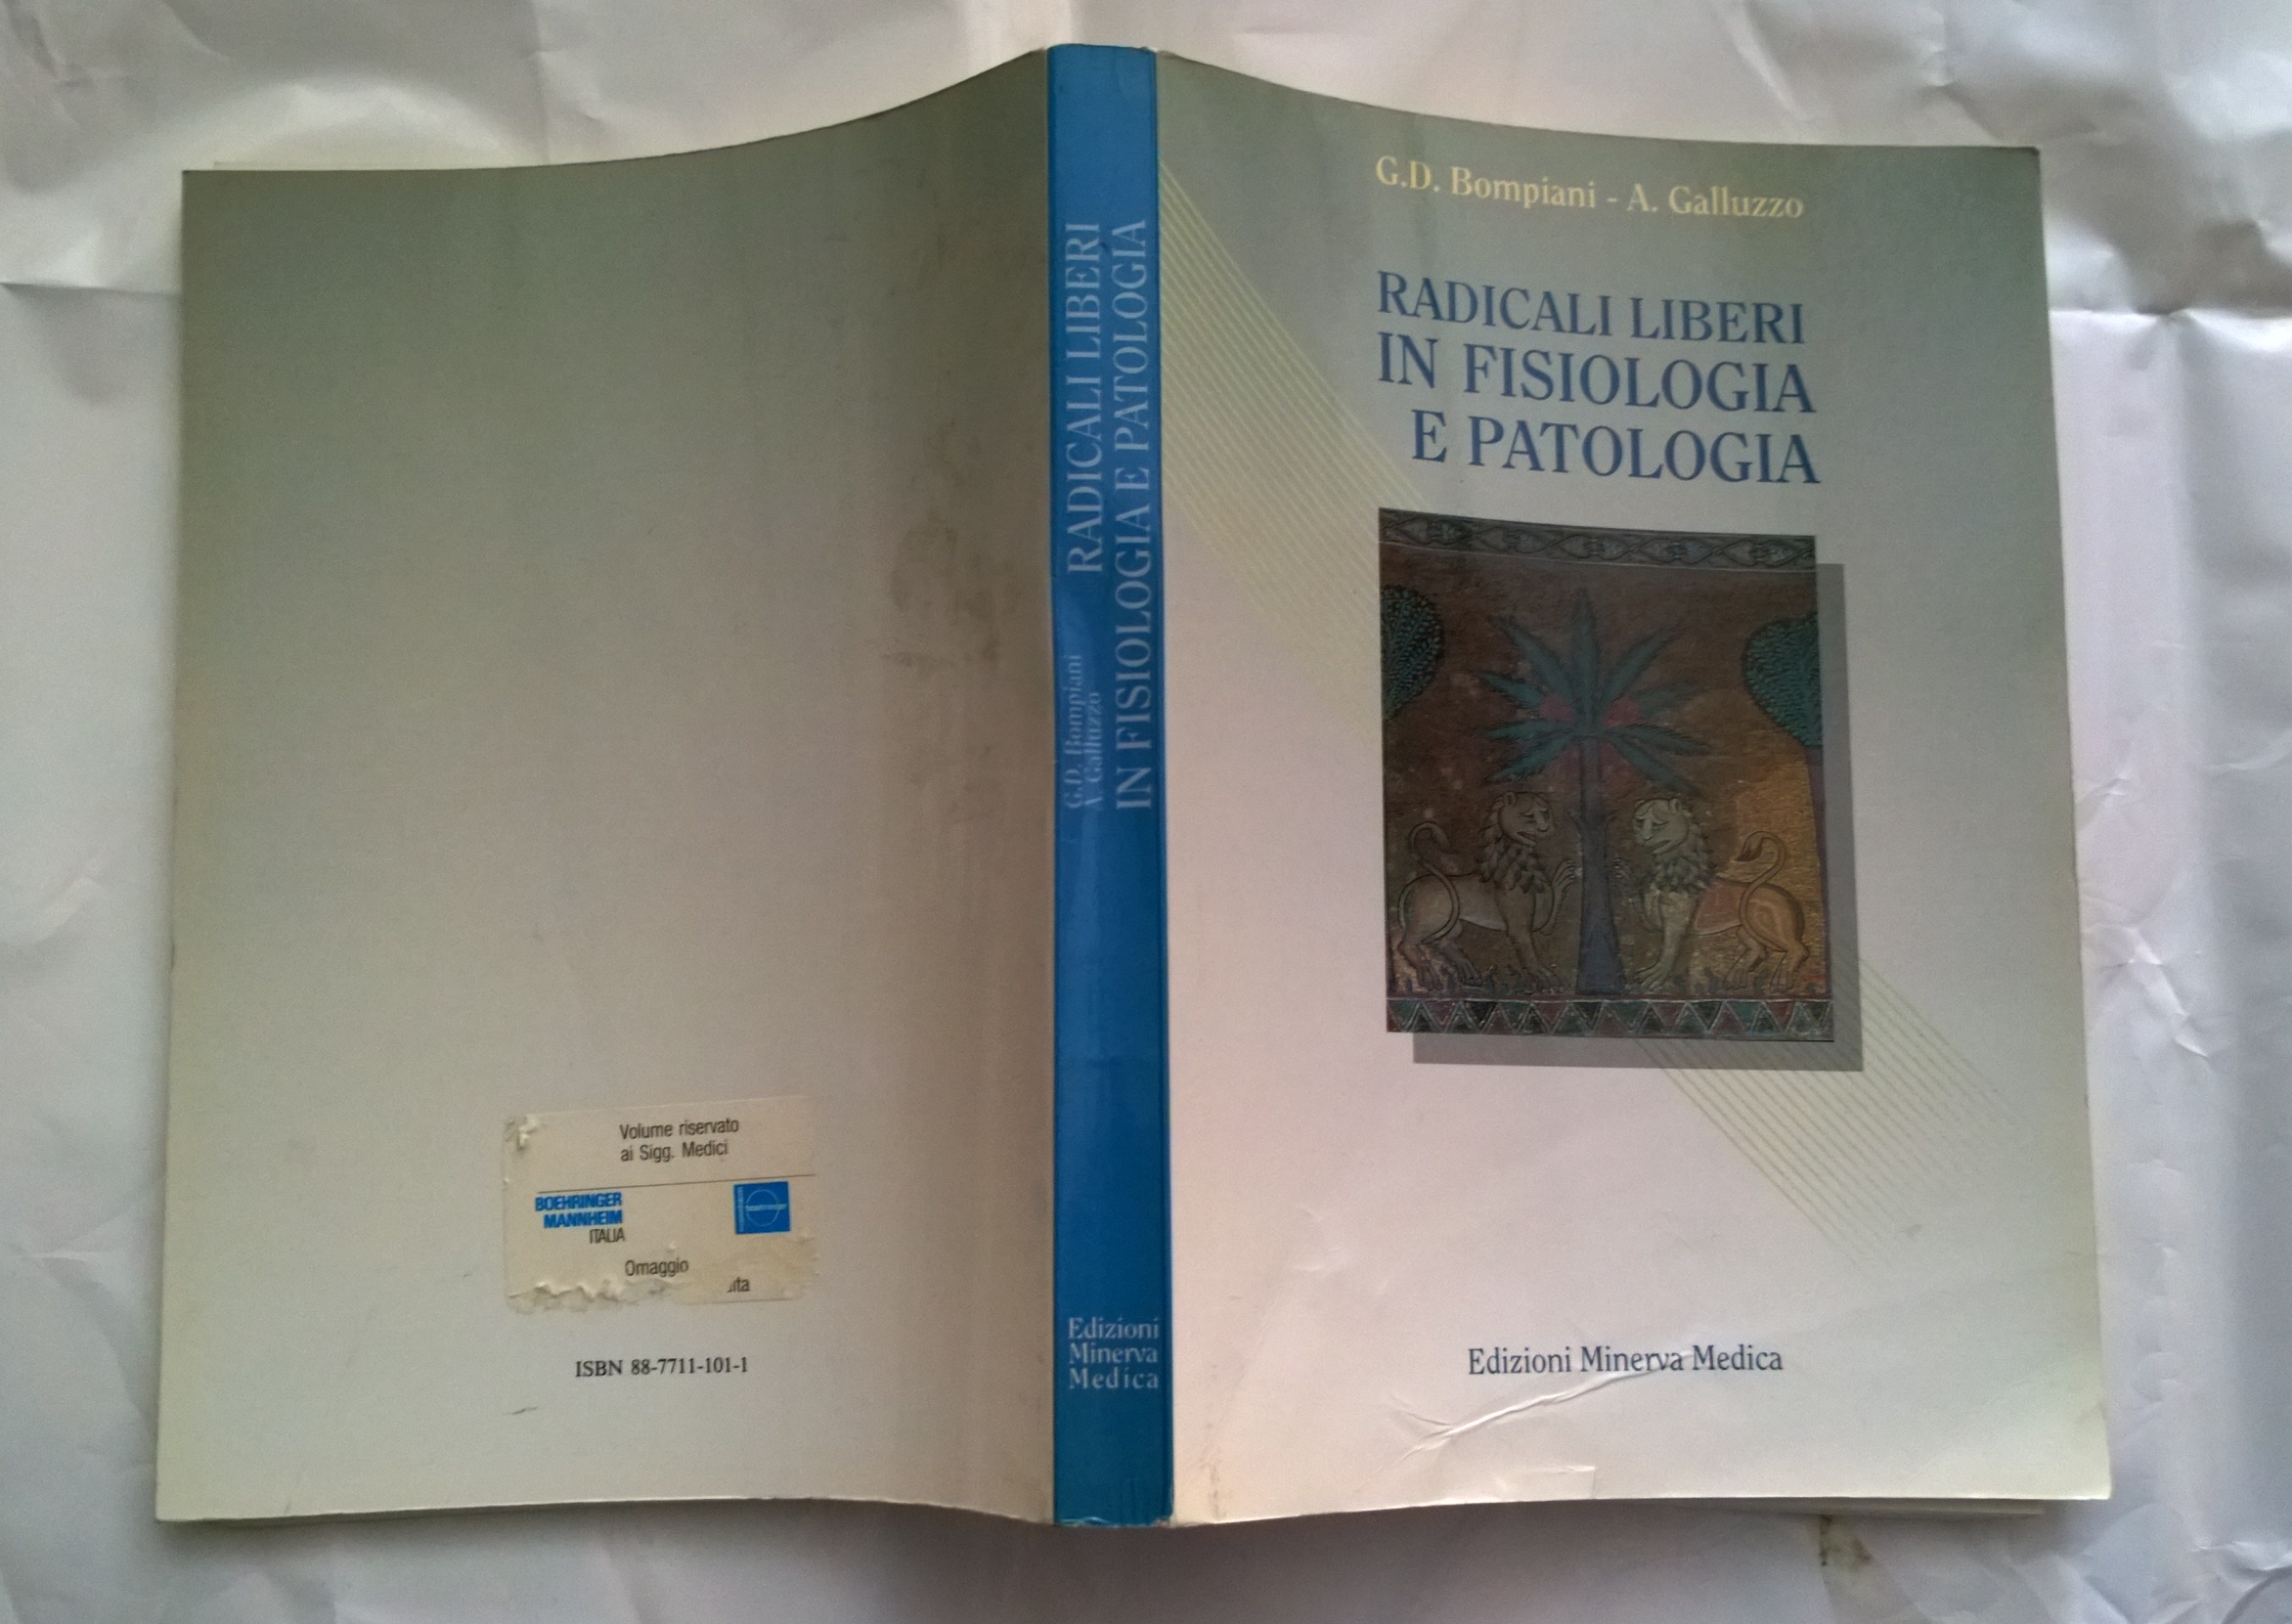 G.D. Bompiani - A. Galluzzo
RADICALI LIBERI
IN FISIOLOGIA
E PATOLOGIA
Edizioni Minerva Medica
G.D. Bompiani
A. Galluzzo
RADICALI LIBERI
IN FISIOLOGIA E PATOLOGIA
Edizioni
Minerva
Medica
Volume riservato
ai Sigg. Medici
BOEHRINGER
MANNHEIM
ITALIA
Omaggio
ISBN 88-7711-101-1